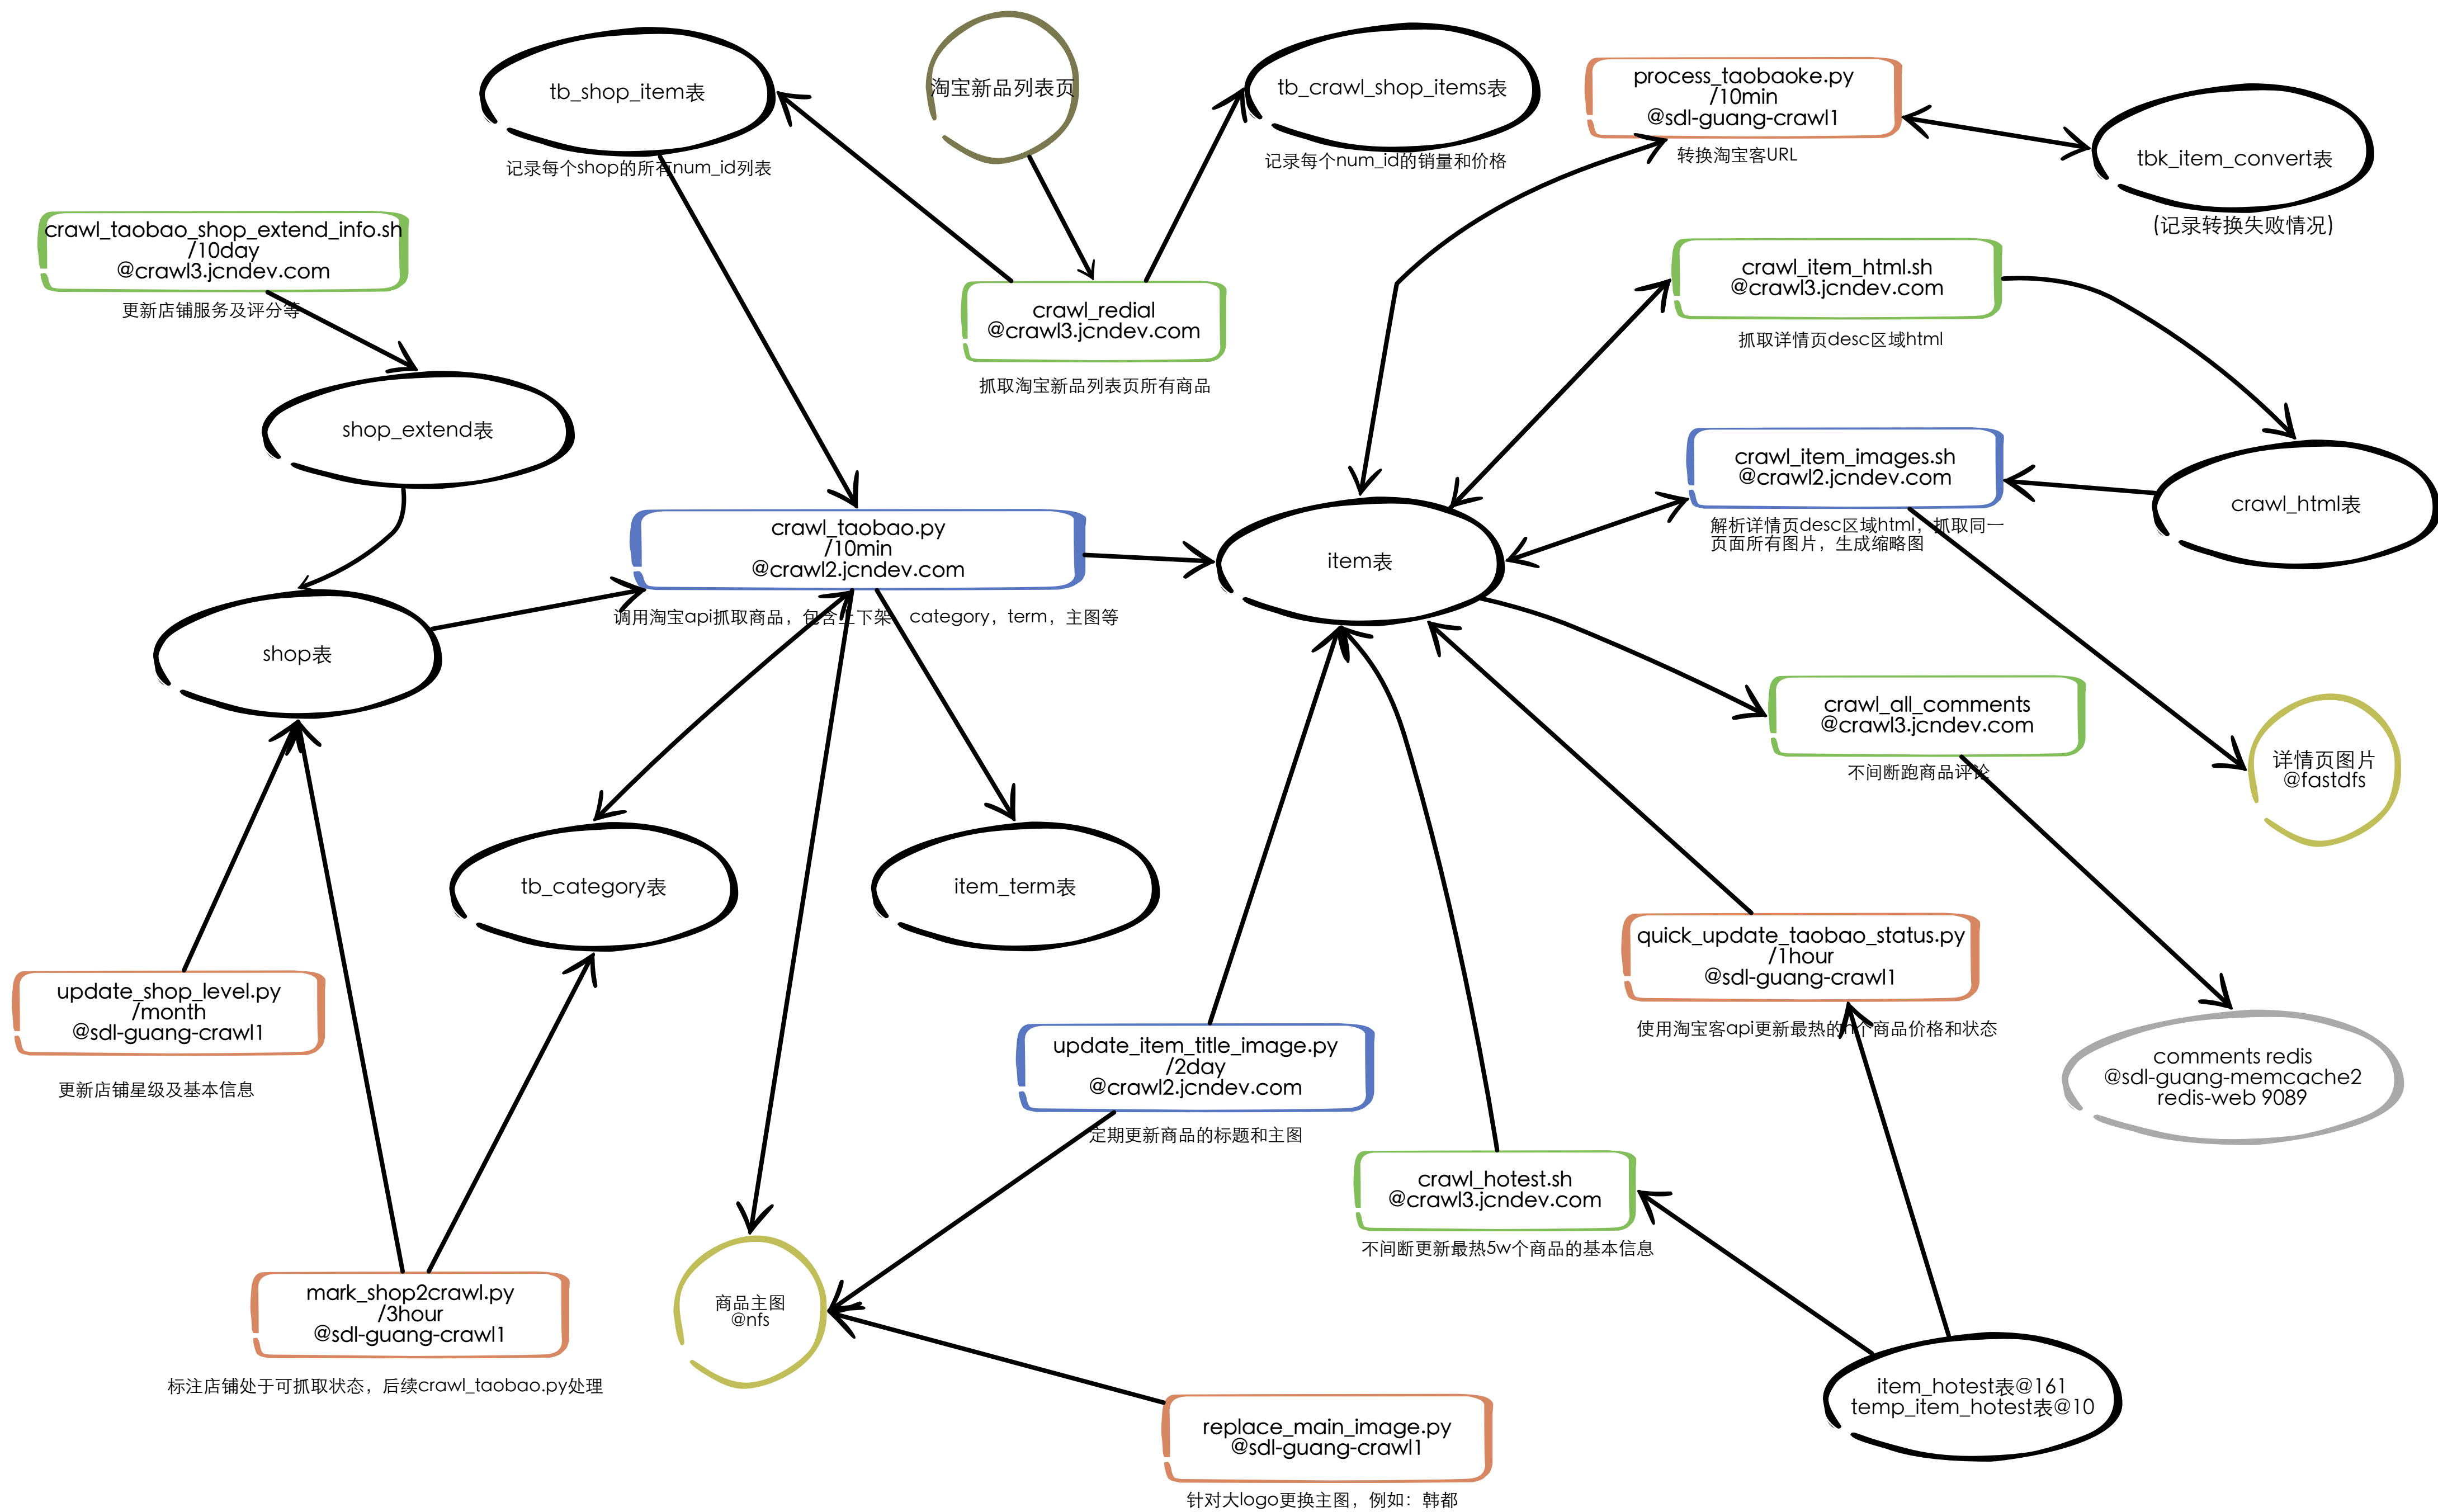 tb_shop_item表
记录每个shop的所有num_id列表
淘宝新品列表页
tb_crawl_shop_items表
记录每个num_id的销量和价格
process_taobaoke.py
/10min
@sdl-guang-crawl1
转换淘宝客URL
tbk_item_convert表
(记录转换失败情况)
crawl_taobao_shop_extend_info.sh
/10day
@crawl3.jcndev.com
更新店铺服务及评分等
crawl_redial
@crawl3.jcndev.com
抓取淘宝新品列表页所有商品
crawl_item_html.sh
@crawl3.jcndev.com
抓取详情页desc区域html
shop_extend表
crawl_item_images.sh
@crawl2.jcndev.com
解析详情页desc区域html，抓取同一
页面所有图片，生成缩略图
crawl_html表
crawl_taobao.py
/10min
@crawl2.jcndev.com
调用淘宝api抓取商品，包含上下架，category，term，主图等
item表
shop表
crawl_all_comments
@crawl3.jcndev.com
不间断跑商品评论
详情页图片
@fastdfs
tb_category表
item_term表
quick_update_taobao_status.py
/1hour
@sdl-guang-crawl1
使用淘宝客api更新最热的n个商品价格和状态
update_shop_level.py
/month
@sdl-guang-crawl1
更新店铺星级及基本信息
update_item_title_image.py
/2day
@crawl2.jcndev.com
定期更新商品的标题和主图
comments redis
@sdl-guang-memcache2
redis-web 9089
crawl_hotest.sh
@crawl3.jcndev.com
不间断更新最热5w个商品的基本信息
mark_shop2crawl.py
/3hour
@sdl-guang-crawl1
标注店铺处于可抓取状态，后续crawl_taobao.py处理
商品主图
@nfs
item_hotest表@161
temp_item_hotest表@10
replace_main_image.py
@sdl-guang-crawl1
针对大logo更换主图，例如：韩都